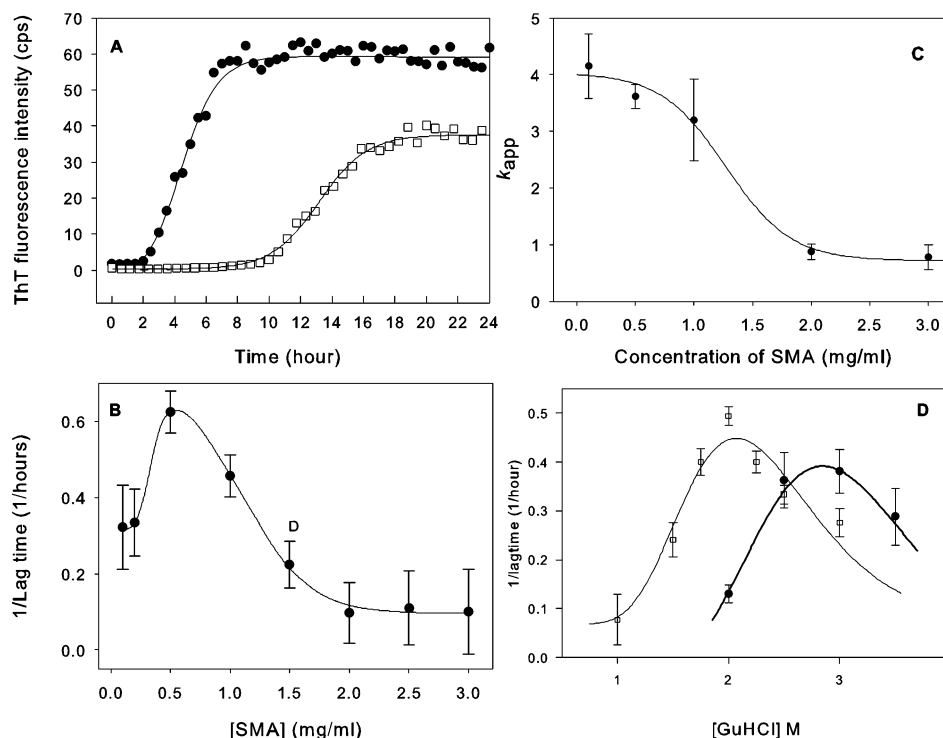 A
ThT fluorescence intensity (cps)
70
60
50
40
30
20
10
0
0 2 4 6 8 10 12 14 16 18 20 22 24
Time (hour)
C
kapp
5
4
3
2
1
0
0.0 0.5 1.0 1.5 2.0 2.5 3.0
Concentration of SMA (mg/ml)
B
1/Lag time (1/hours)
0.6
0.4
0.2
0.0
D
0.0 0.5 1.0 1.5 2.0 2.5 3.0
[SMA] (mg/ml)
D
1/lagtime (1/hour)
0.5
0.4
0.3
0.2
0.1
0.0
1 2 3
[GuHCl] M